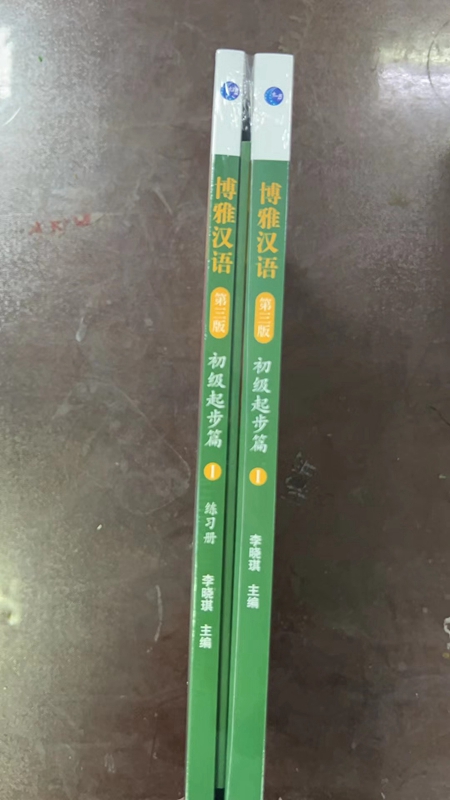 博雅汉语
第三版
初级起步篇
I
练习册
李晓琪 主编
博雅汉语
第三版
初级起步篇
I
李晓琪 主编